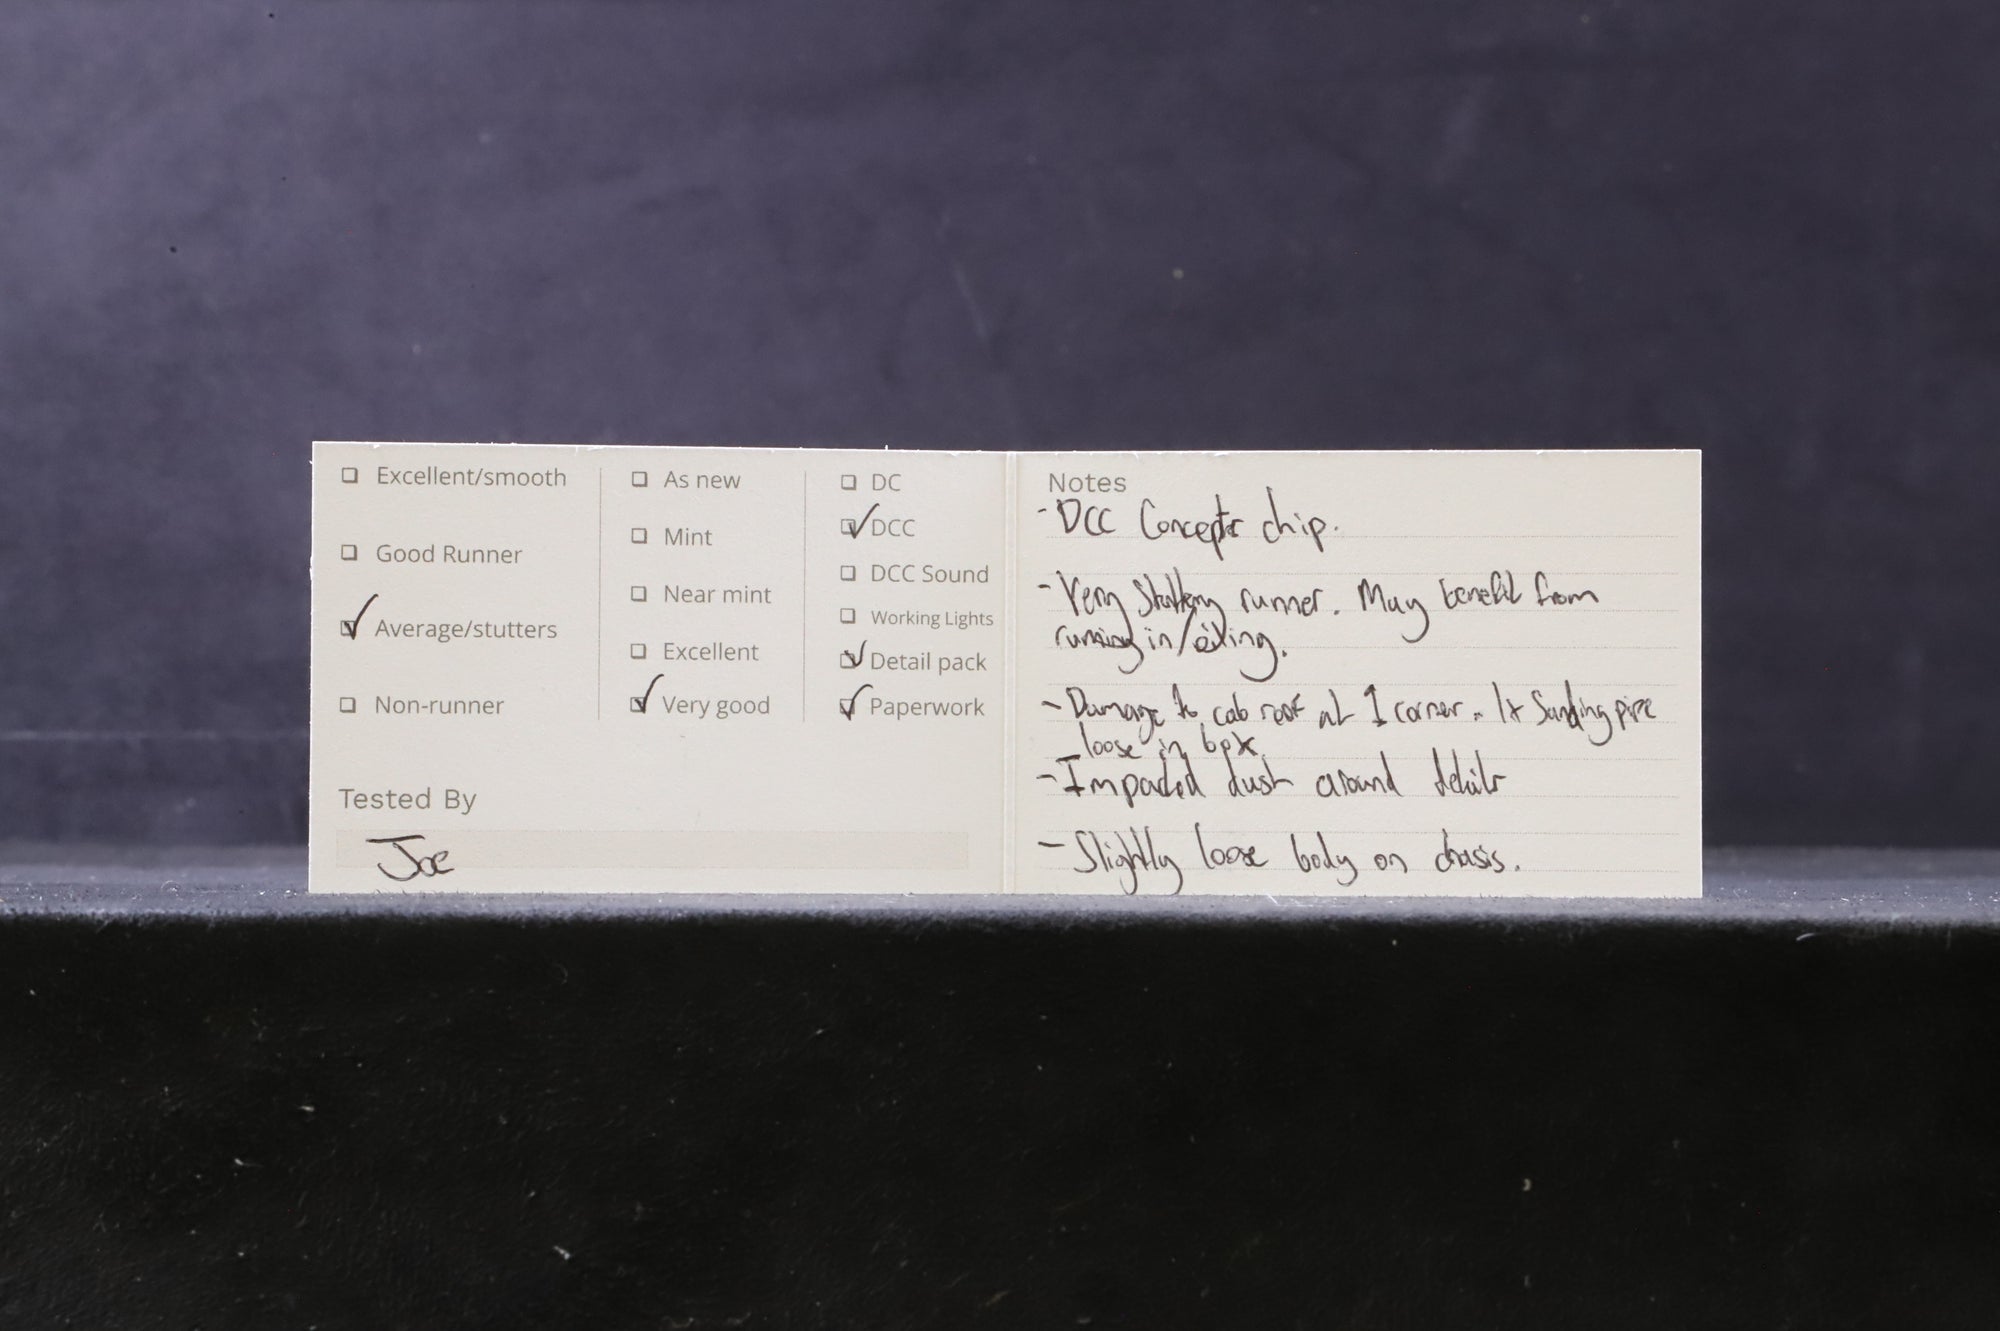 Excellent/smooth
Good Runner
Average/stutters
Non-runner
As new
Mint
Near mint
Excellent
Very good
DC
DCC
DCC Sound
Working Lights
Detail pack
Paperwork
Tested By
Joe
Notes
- DCC Concepts chip.
- Very Stuttery runner. May benefit from
running in/oiling.
- Damage to cab roof at 1 corner. 1x Sanding pipe
loose in box
- Impacted dust around details
- Slightly loose body on chasis.